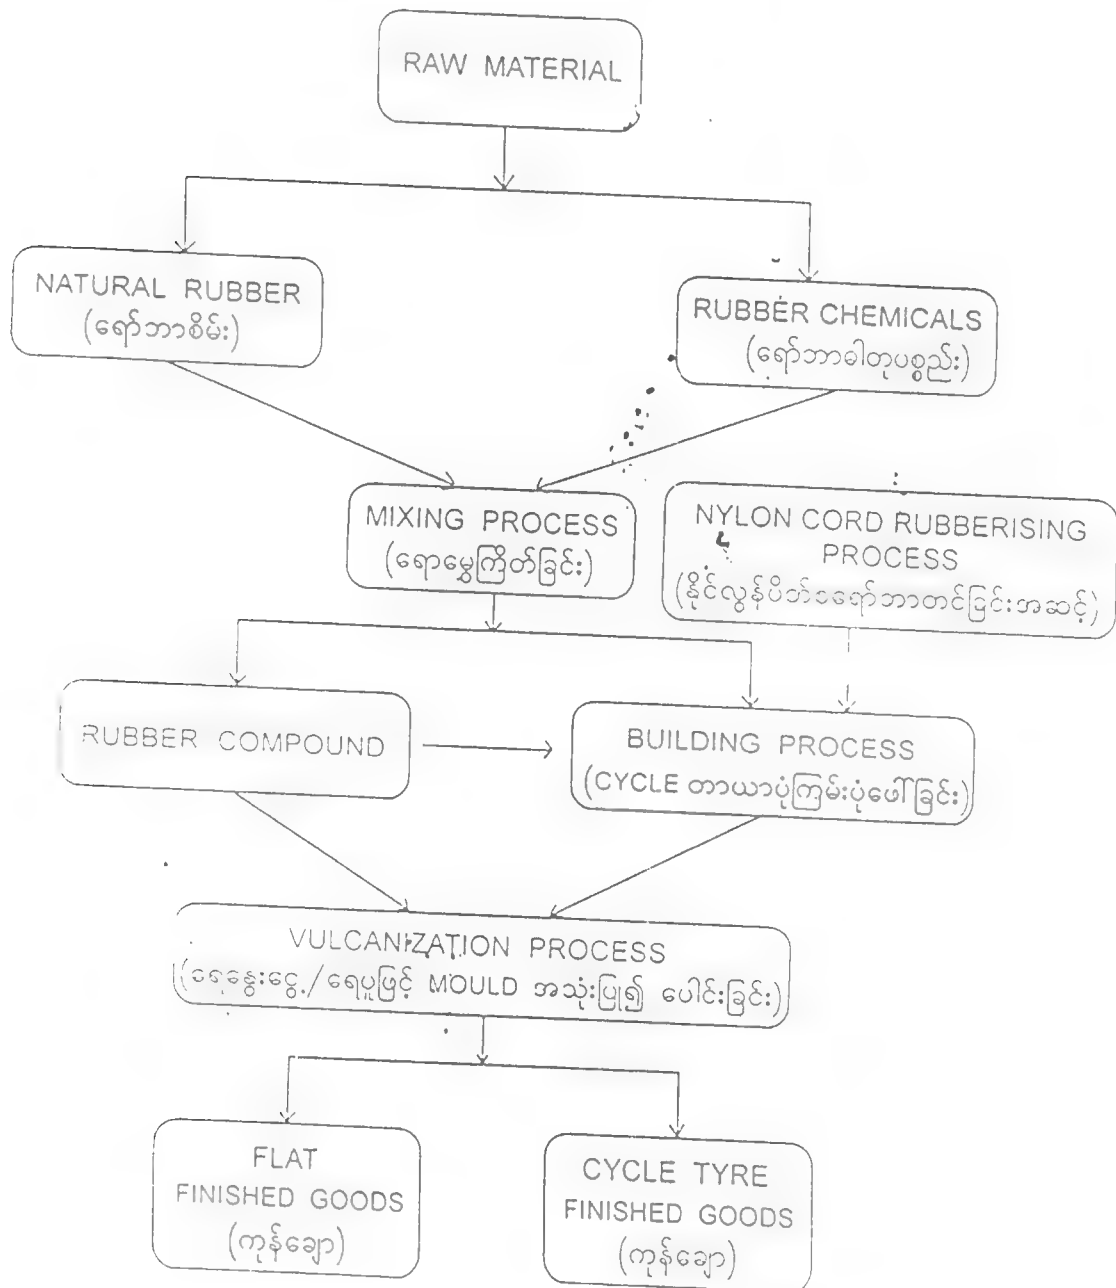 RAW MATERIAL
NATURAL RUBBER
(ရော်ဘာစိမ်း)
RUBBER CHEMICALS
(ရော်ဘာဓါတုပစ္စည်း)
MIXING PROCESS
(ရောမွှေကြိတ်ခြင်း)
NYLON CORD RUBBERISING
PROCESS
(နိုင်လွန်ပိတ်စရော်ဘာတင်ခြင်းအဆင့်)
RUBBER COMPOUND
BUILDING PROCESS
(CYCLE တာယာပုံကြမ်းပုံဖေါ်ခြင်း)
VULCANIZATION PROCESS
(ရေနွေးငွေ့/ရေပူဖြင့် MOULD အသုံးပြု၍ ပေါင်းခြင်း)
FLAT
FINISHED GOODS
(ကုန်ချော)
CYCLE TYRE
FINISHED GOODS
(ကုန်ချော)